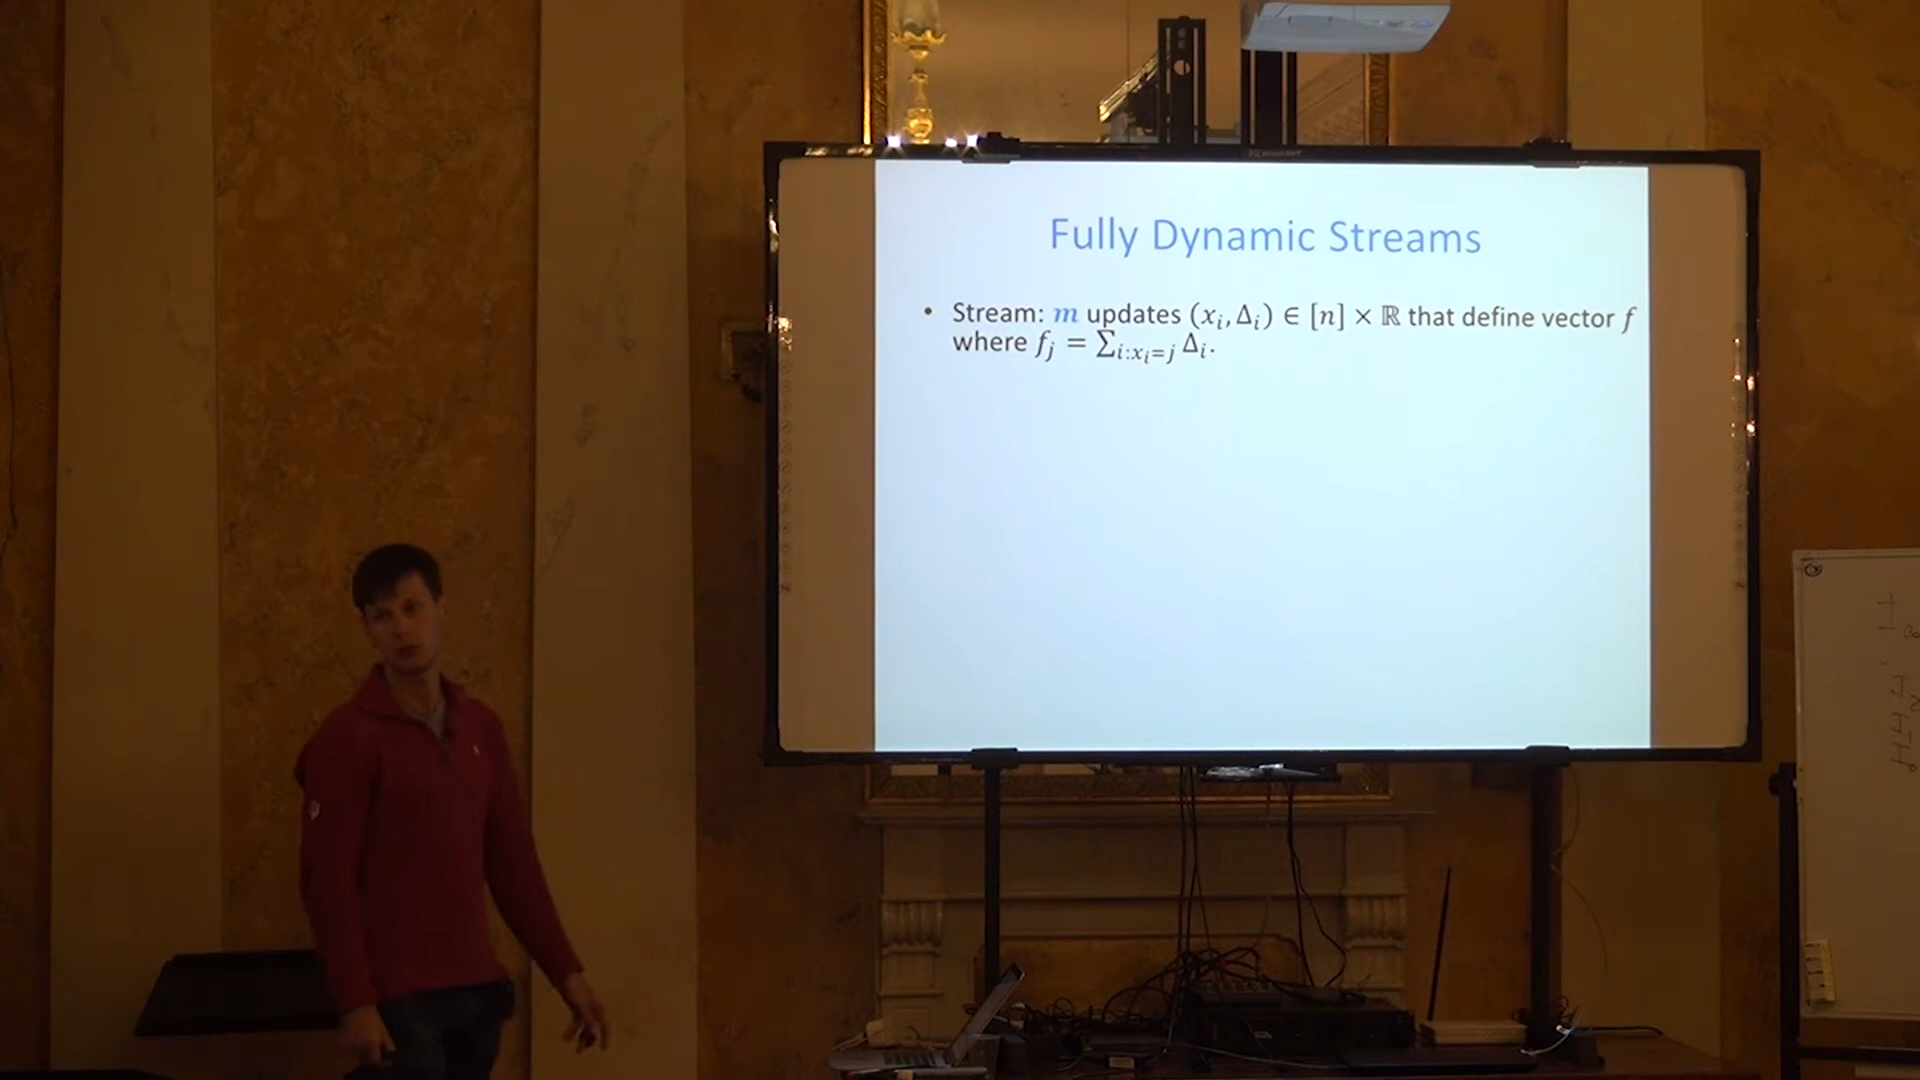 Fully Dynamic Streams
• Stream: m updates (xᵢ, Δᵢ) ∈ [n] × ℝ that define vector f
where fⱼ = ∑ᵢ:ₓᵢ₌ⱼ Δᵢ.